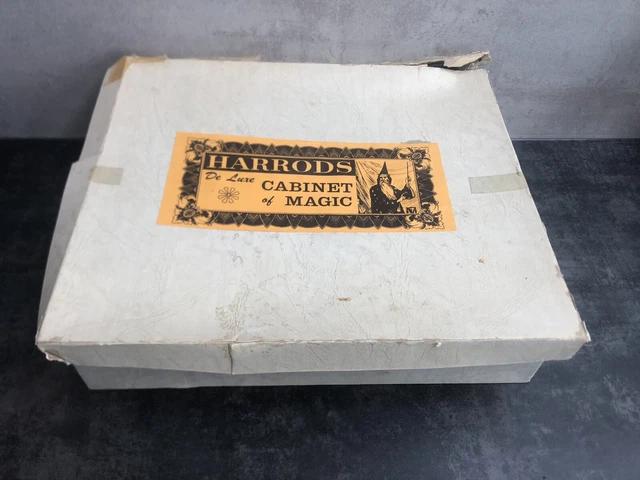 HARRODS
De Luxe
CABINET
of MAGIC